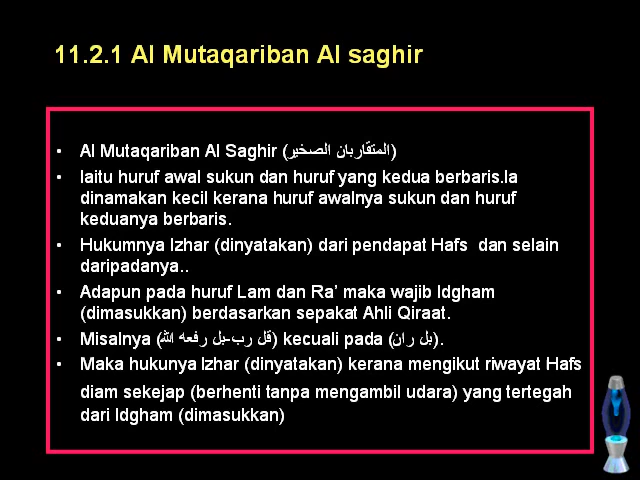 11.2.1 Al Mutaqariban Al saghir
• Al Mutaqariban Al Saghir (المتقاربان الصخير)
• Iaitu huruf awal sukun dan huruf yang kedua berbaris.Ia
dinamakan kecil kerana huruf awalnya sukun dan huruf
keduanya berbaris.
• Hukumnya Izhar (dinyatakan) dari pendapat Hafs dan selain
daripadanya..
• Adapun pada huruf Lam dan Ra’ maka wajib Idgham
(dimasukkan) berdasarkan sepakat Ahli Qiraat.
• Misalnya (قل رب-بل رفعه الله) kecuali pada (بل ران).
• Maka hukunya Izhar (dinyatakan) kerana mengikut riwayat Hafs
diam sekejap (berhenti tanpa mengambil udara) yang tertegah
dari Idgham (dimasukkan)